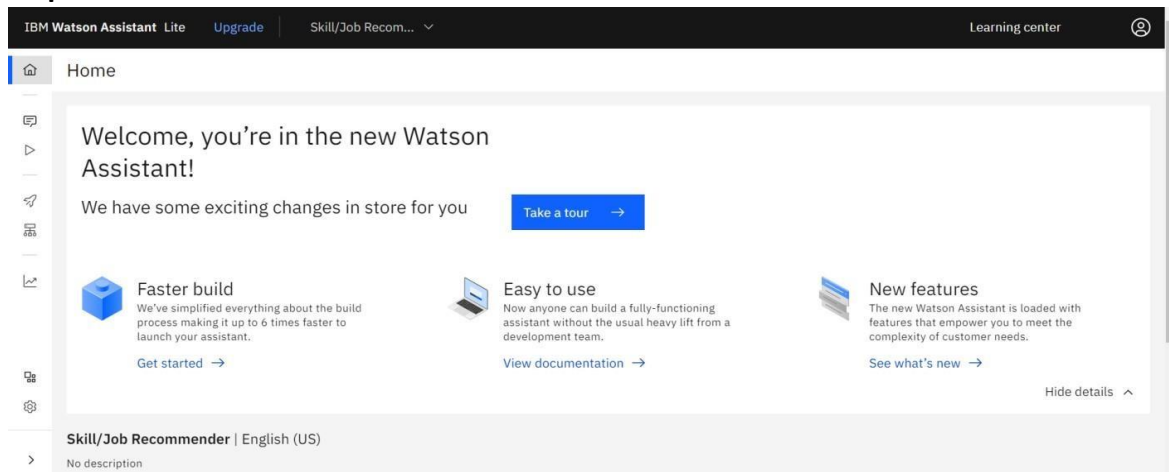 IBM Watson Assistant Lite Upgrade Skill/Job Recom... Learning center
Home
Welcome, you're in the new Watson
Assistant!
We have some exciting changes in store for you
Take a tour →
Faster build
We've simplified everything about the build
process making it up to 6 times faster to
launch your assistant.
Get started →
Easy to use
Now anyone can build a fully-functioning
assistant without the usual heavy lift from a
development team.
View documentation →
New features
The new Watson Assistant is loaded with
features that empower you to meet the
complexity of customer needs.
See what's new →
Hide details
Skill/Job Recommender | English (US)
No description